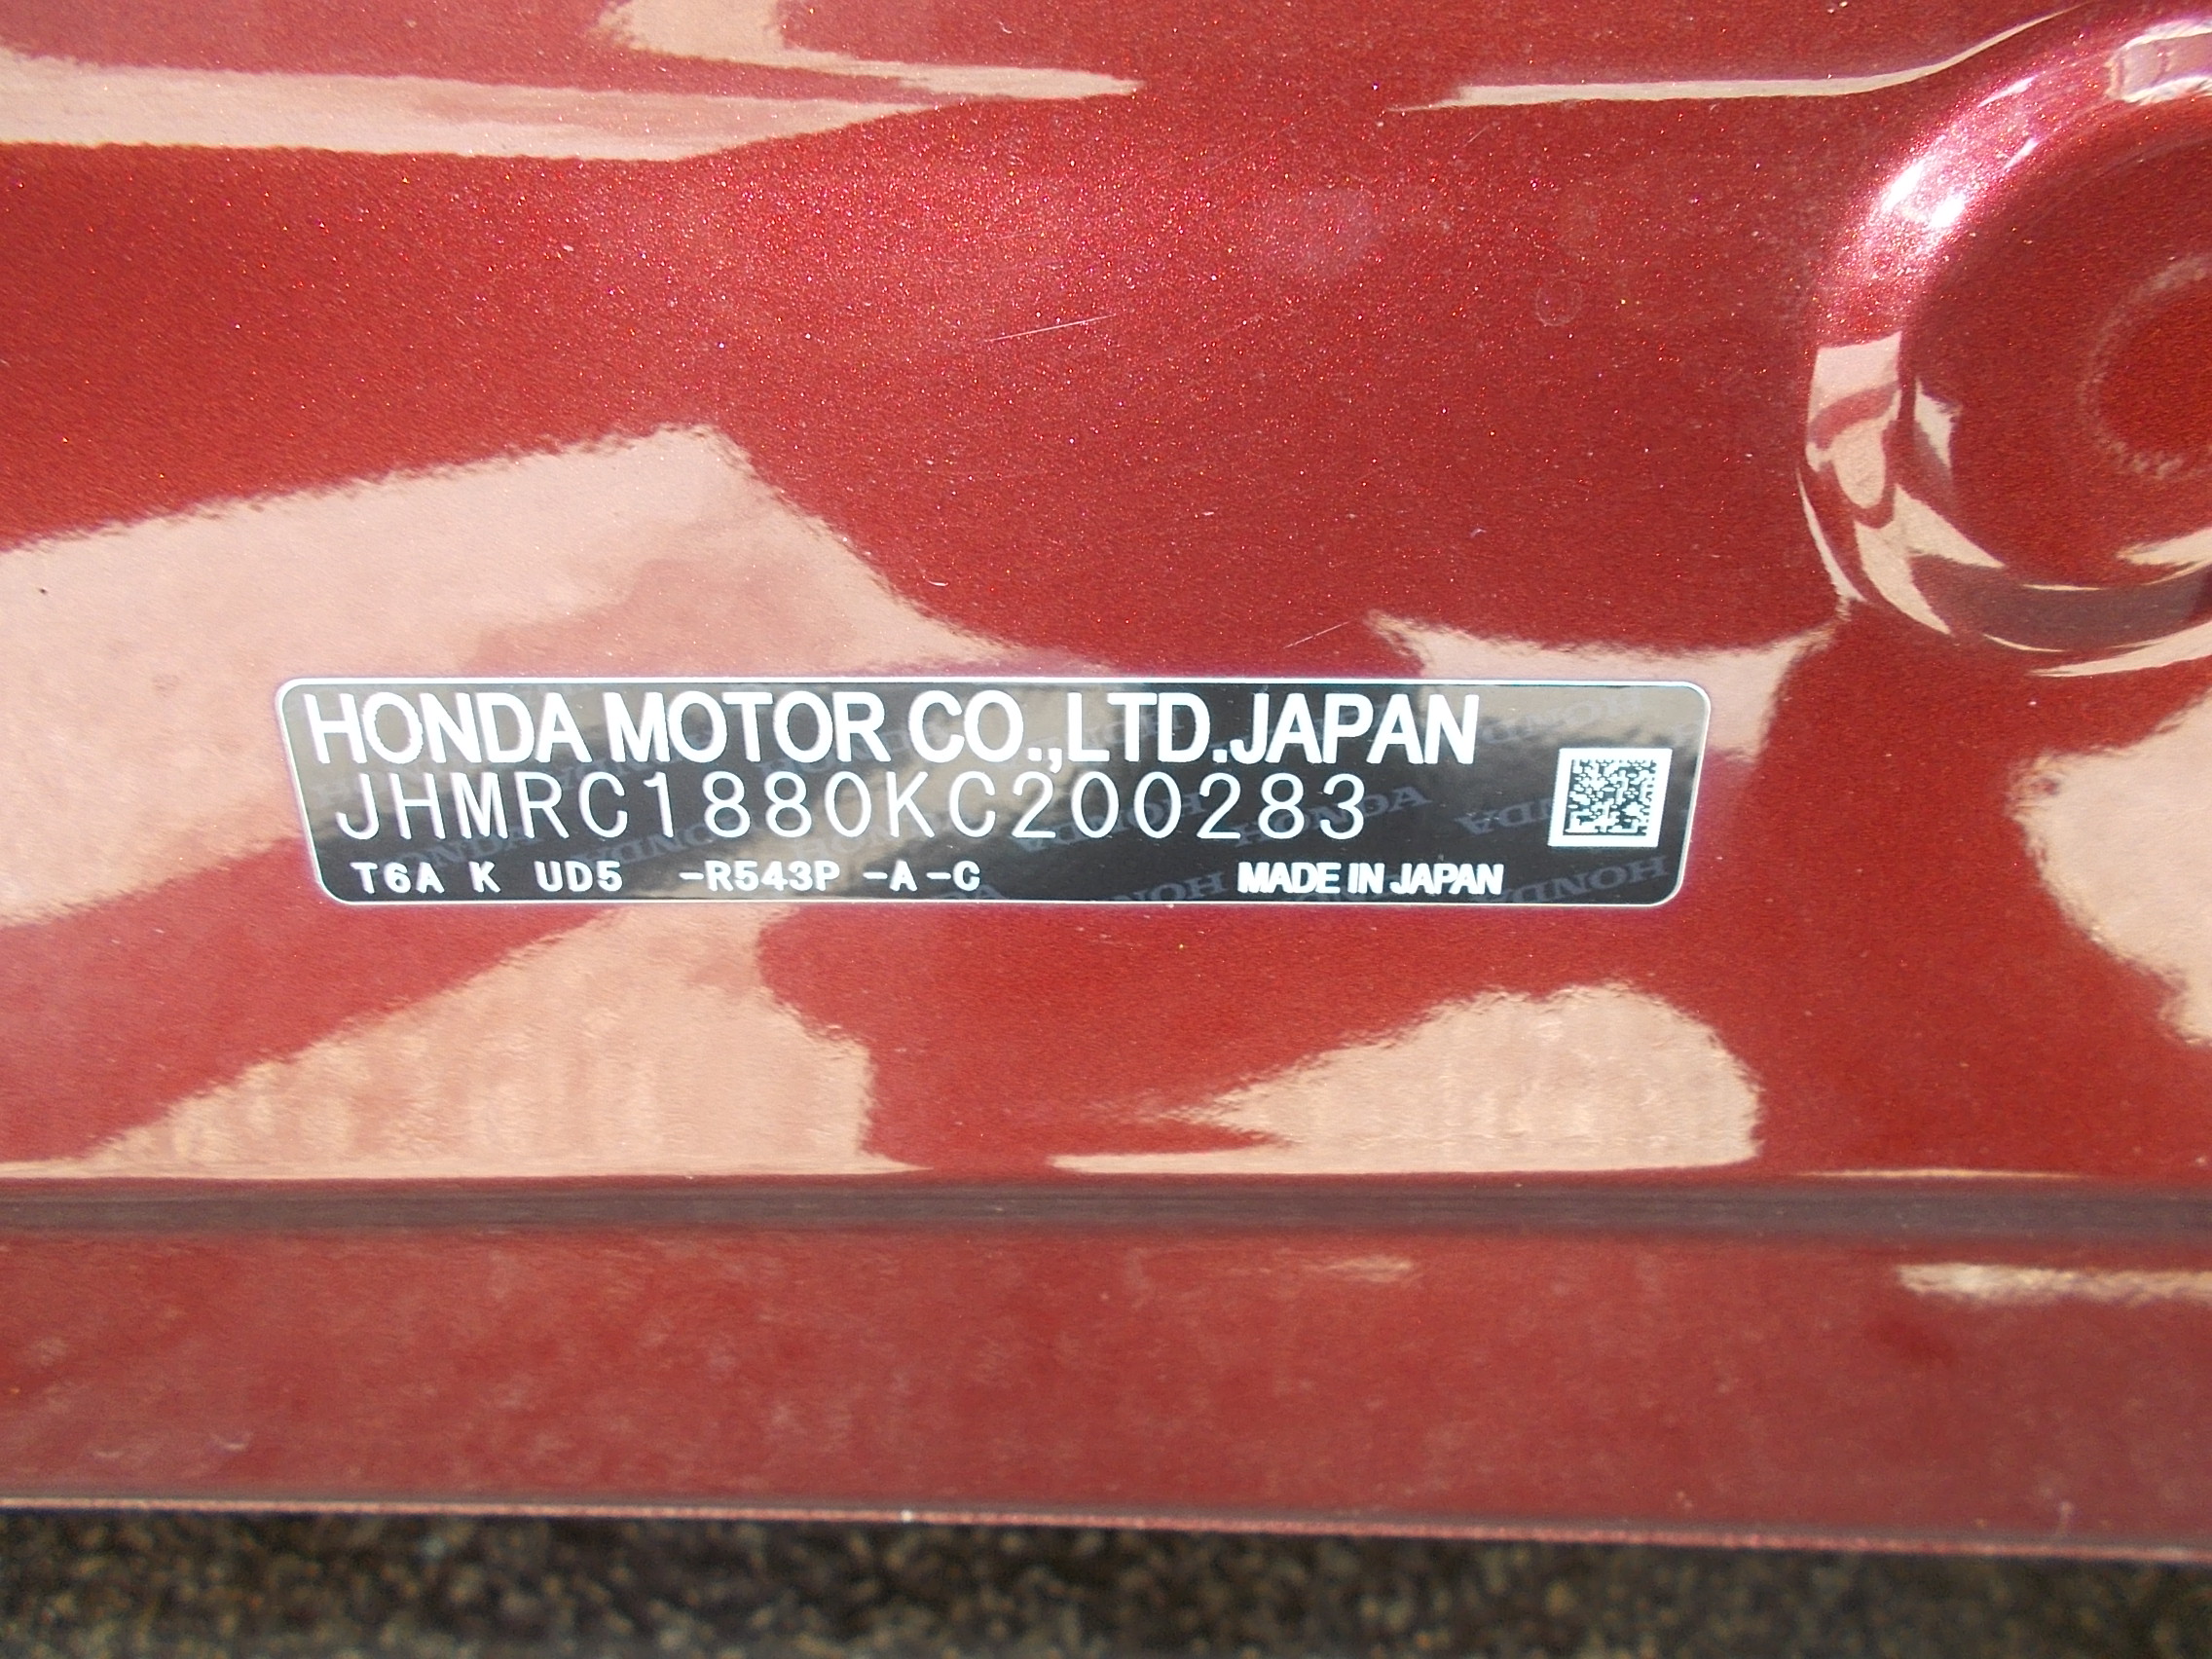 HONDA MOTOR CO.,LTD.JAPAN
JHMRC1880KC200283
T6A K UD5 -R543P -A-C
MADE IN JAPAN